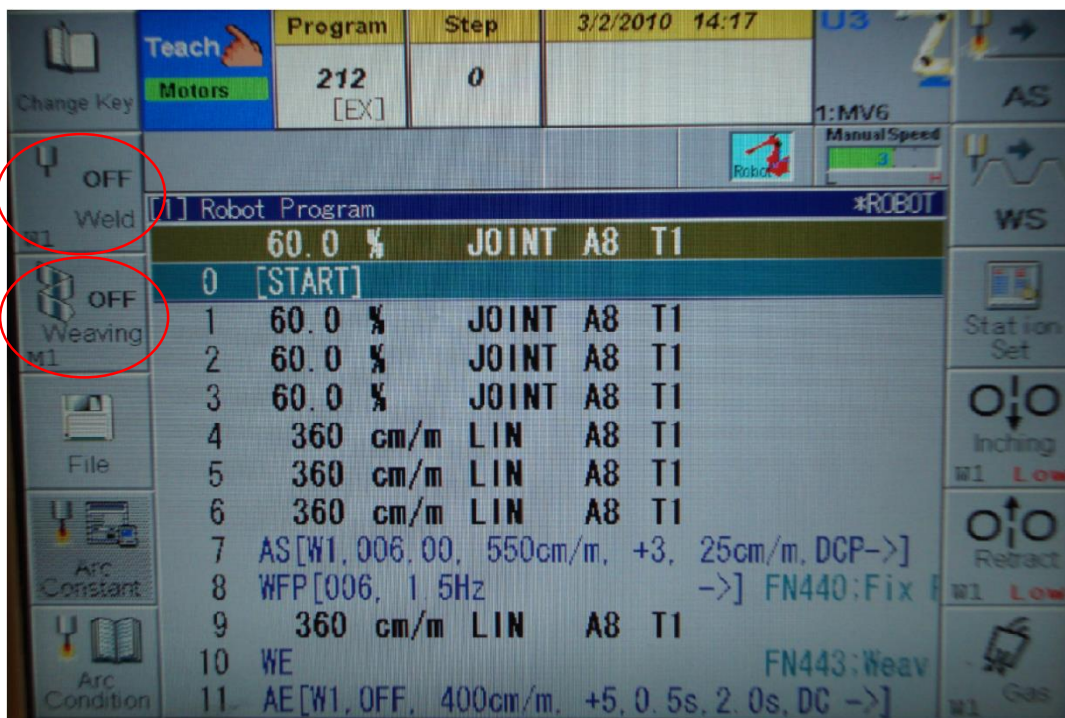 Change Key
Teach
Motors
Program
212
[EX]
Step
0
3/2/2010 14:17
U3
1:MV6
AS
OFF
Weld
W1
Robot
Manual Speed
3
L H
WS
OFF
Weaving
M1
[1] Robot Program *ROBOT
60.0 % JOINT A8 T1
0 [START]
1 60.0 % JOINT A8 T1
2 60.0 % JOINT A8 T1
3 60.0 % JOINT A8 T1
4 360 cm/m LIN A8 T1
5 360 cm/m LIN A8 T1
6 360 cm/m LIN A8 T1
7 AS[W1,006.00, 550cm/m, +3, 25cm/m,DCP->]
8 WFP[006, 1.5Hz ->] FN440;Fix
9 360 cm/m LIN A8 T1
10 WE FN443;Weav
11 AE[W1,OFF, 400cm/m, +5,0.5s,2.0s,DC ->]
File
Arc
Constant
Arc
Condition
Station
Set
Inching
W1 Low
Retract
W1 Low
Gas
W1